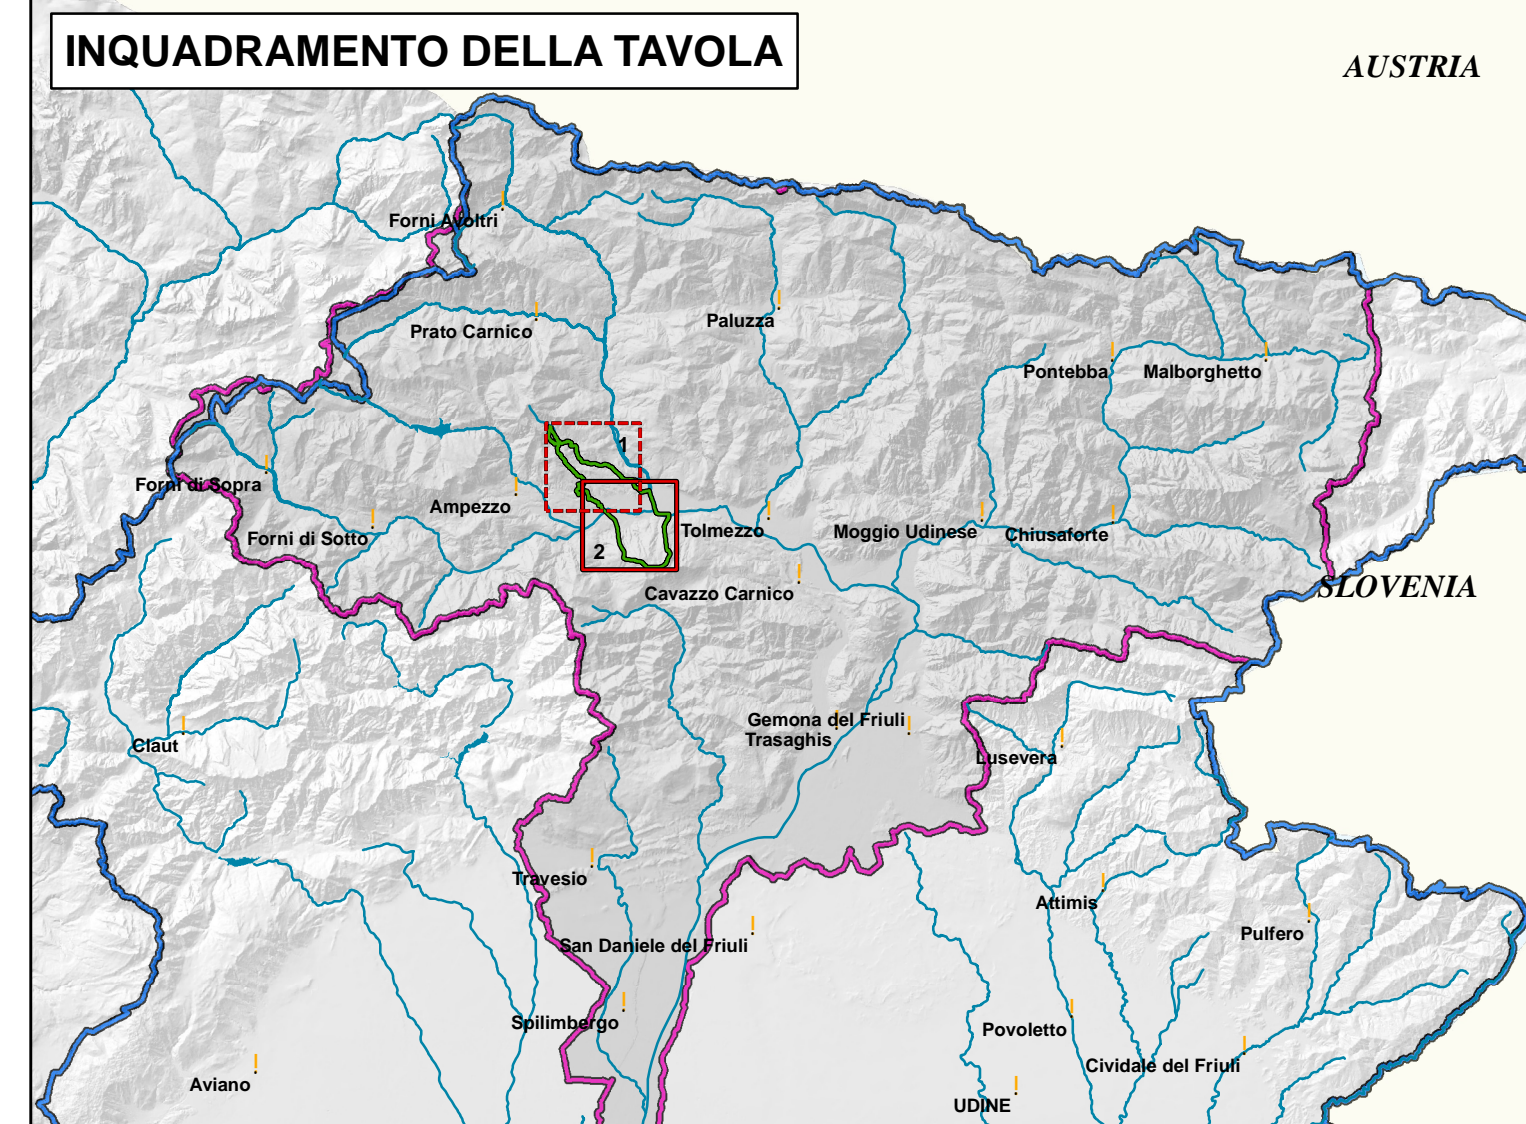 INQUADRAMENTO DELLA TAVOLA
AUSTRIA
Forni Avoltri
Prato Carnico
Paluzza
Pontebba
Malborghetto
1
Forni di Sopra
Ampezzo
Forni di Sotto
Tolmezzo
Moggio Udinese
Chiusaforte
2
Cavazzo Carnico
SLOVENIA
Claut
Gemona del Friuli
Trasaghis
Lusevera
Travesio
Attimis
San Daniele del Friuli
Pulfero
Spilimbergo
Povoletto
Cividale del Friuli
Aviano
UDINE